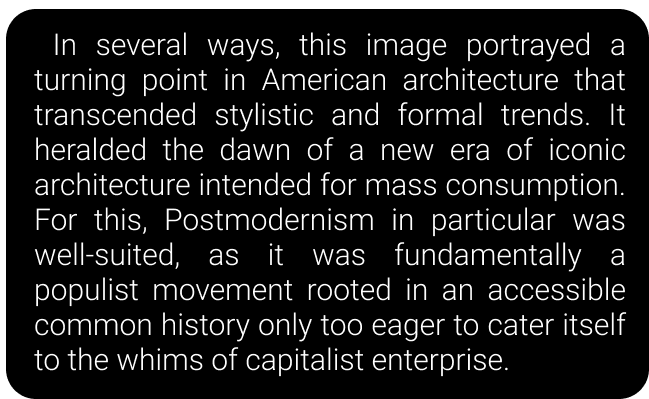 In several ways, this image portrayed a
turning point in American architecture that
transcended stylistic and formal trends. It
heralded the dawn of a new era of iconic
architecture intended for mass consumption.
For this, Postmodernism in particular was
well-suited, as it was fundamentally a
populist movement rooted in an accessible
common history only too eager to cater itself
to the whims of capitalist enterprise.